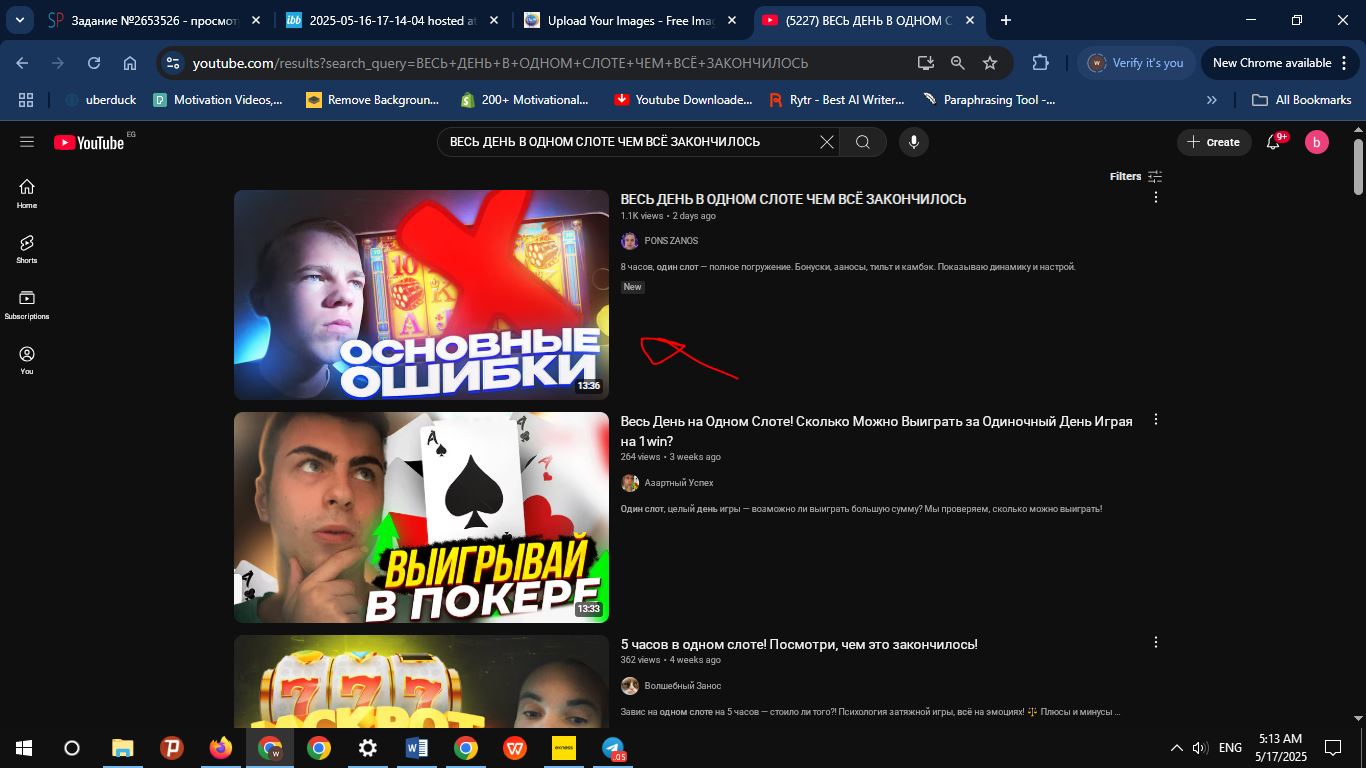 Задание №2653526 - просмотр
2025-05-16-17-14-04 hosted at
Upload Your Images - Free Imag
(5227) ВЕСЬ ДЕНЬ В ОДНОМ С
youtube.com/results?search_query=ВЕСЬ+ДЕНЬ+В+ОДНОМ+СЛОТЕ+ЧЕМ+ВСЁ+ЗАКОНЧИЛОСЬ
Verify it's you
New Chrome available
uberduck
Motivation Videos,...
Remove Backgroun...
200+ Motivational...
Youtube Downloade...
Rytr - Best AI Writer...
Paraphrasing Tool -...
All Bookmarks
YouTube EG
ВЕСЬ ДЕНЬ В ОДНОМ СЛОТЕ ЧЕМ ВСЁ ЗАКОНЧИЛОСЬ
Create
9+
b
Filters
Home
Shorts
Subscriptions
You
ОСНОВНЫЕ
ОШИБКИ
13:36
ВЕСЬ ДЕНЬ В ОДНОМ СЛОТЕ ЧЕМ ВСЁ ЗАКОНЧИЛОСЬ
1.1K views • 2 days ago
PONS ZANOS
8 часов, один слот — полное погружение. Бонуски, заносы, тильт и камбэк. Показываю динамику и настрой.
New
ВЫИГРЫВАЙ
В ПОКЕРЕ
13:33
Весь День на Одном Слоте! Сколько Можно Выиграть за Одиночный День Играя
на 1win?
264 views • 3 weeks ago
Азартный Успех
Один слот, целый день игры — возможно ли выиграть большую сумму? Мы проверяем, сколько можно выиграть!
777
JACKPOT
5 часов в одном слоте! Посмотри, чем это закончилось!
362 views • 4 weeks ago
Волшебный Занос
Завис на одном слоте на 5 часов — стоило ли того?! Психология затяжной игры, всё на эмоциях! ⚖️ Плюсы и минусы ...
exness
.05
ENG
5:13 AM
5/17/2025